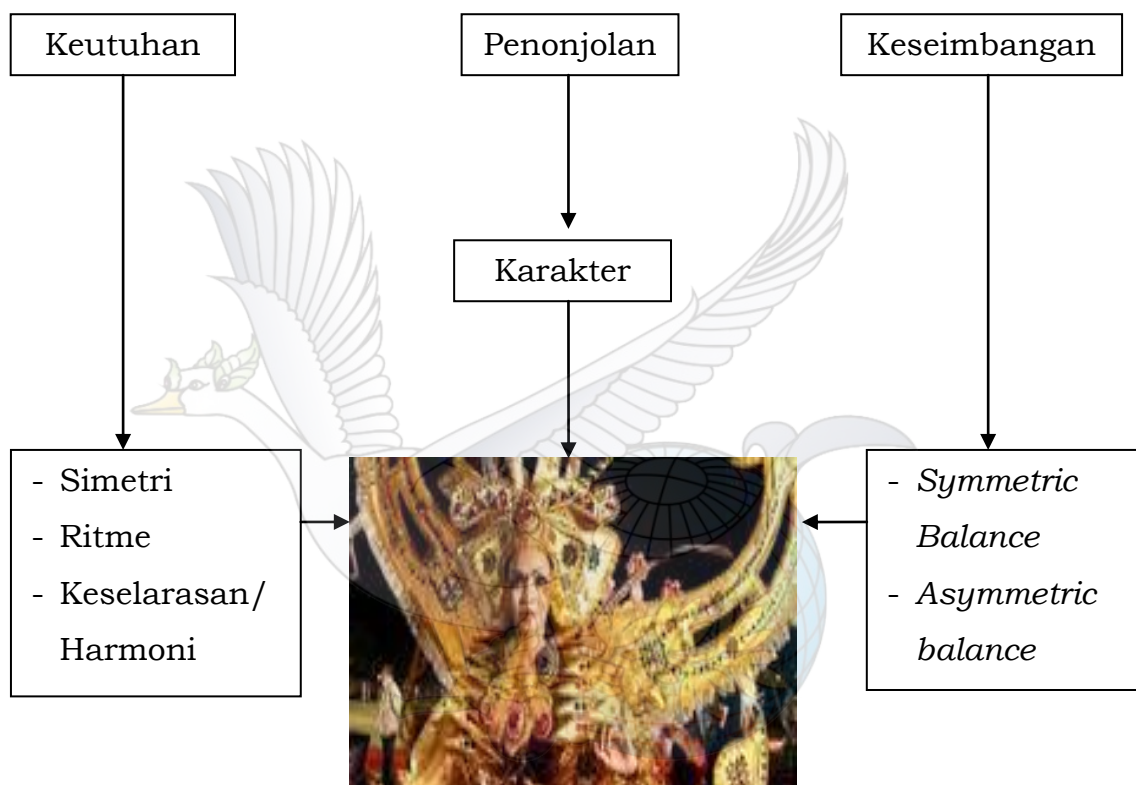 Keutuhan
Penonjolan
Keseimbangan
Karakter
- Simetri
- Ritme
- Keselarasan/
Harmoni
- Symmetric
Balance
- Asymmetric
balance